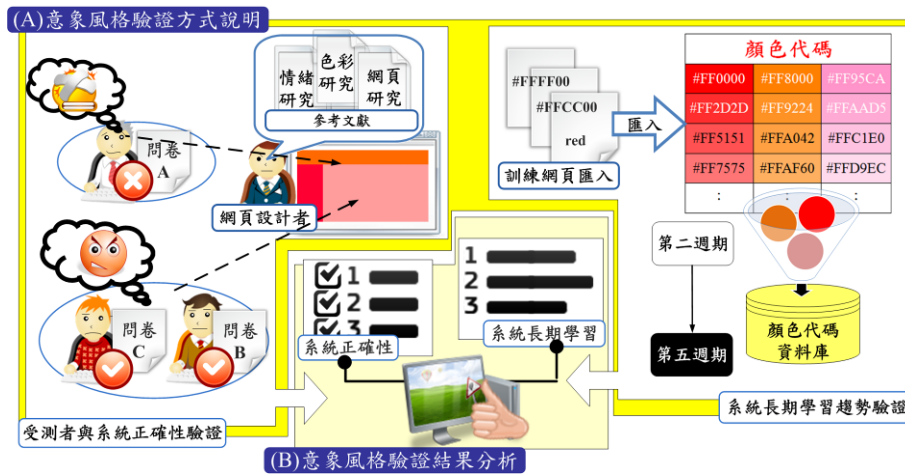 (A)意象風格驗證方式說明
情緒
研究
色彩
研究
網頁
研究
參考文獻
問卷
A
網頁設計者
問卷
C
問卷
B
受測者與系統正確性驗證
#FFFF00
#FFCC00
red
訓練網頁匯入
匯入
顏色代碼
#FF0000 #FF8000 #FF95CA
#FF2D2D #FF9224 #FFAAD5
#FF5151 #FFA042 #FFC1E0
#FF7575 #FFAF60 #FFD9EC
: : :
第二週期
第五週期
顏色代碼
資料庫
系統長期學習趨勢驗證
1
2
3
系統正確性
1
2
3
系統長期學習
(B)意象風格驗證結果分析